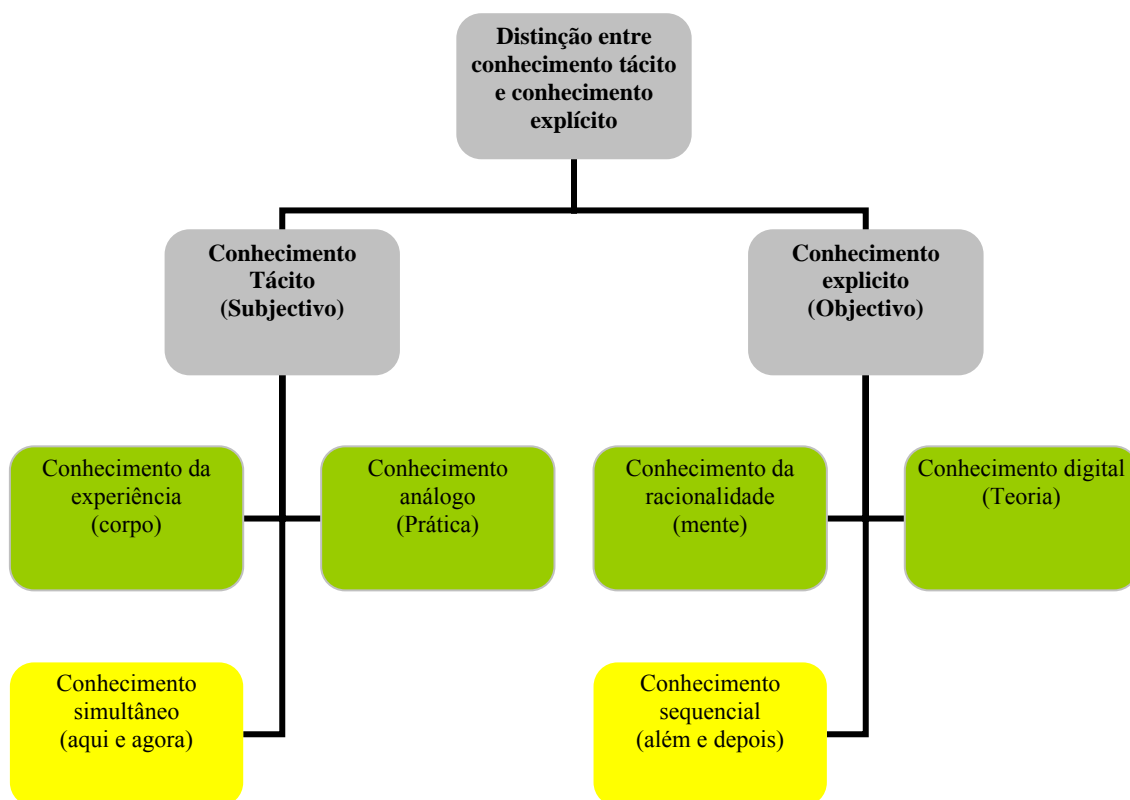 Distinção entre
conhecimento tácito
e conhecimento
explícito
Conhecimento
Tácito
(Subjectivo)
Conhecimento
explicito
(Objectivo)
Conhecimento da
experiência
(corpo)
Conhecimento
análogo
(Prática)
Conhecimento da
racionalidade
(mente)
Conhecimento digital
(Teoria)
Conhecimento
simultâneo
(aqui e agora)
Conhecimento
sequencial
(além e depois)